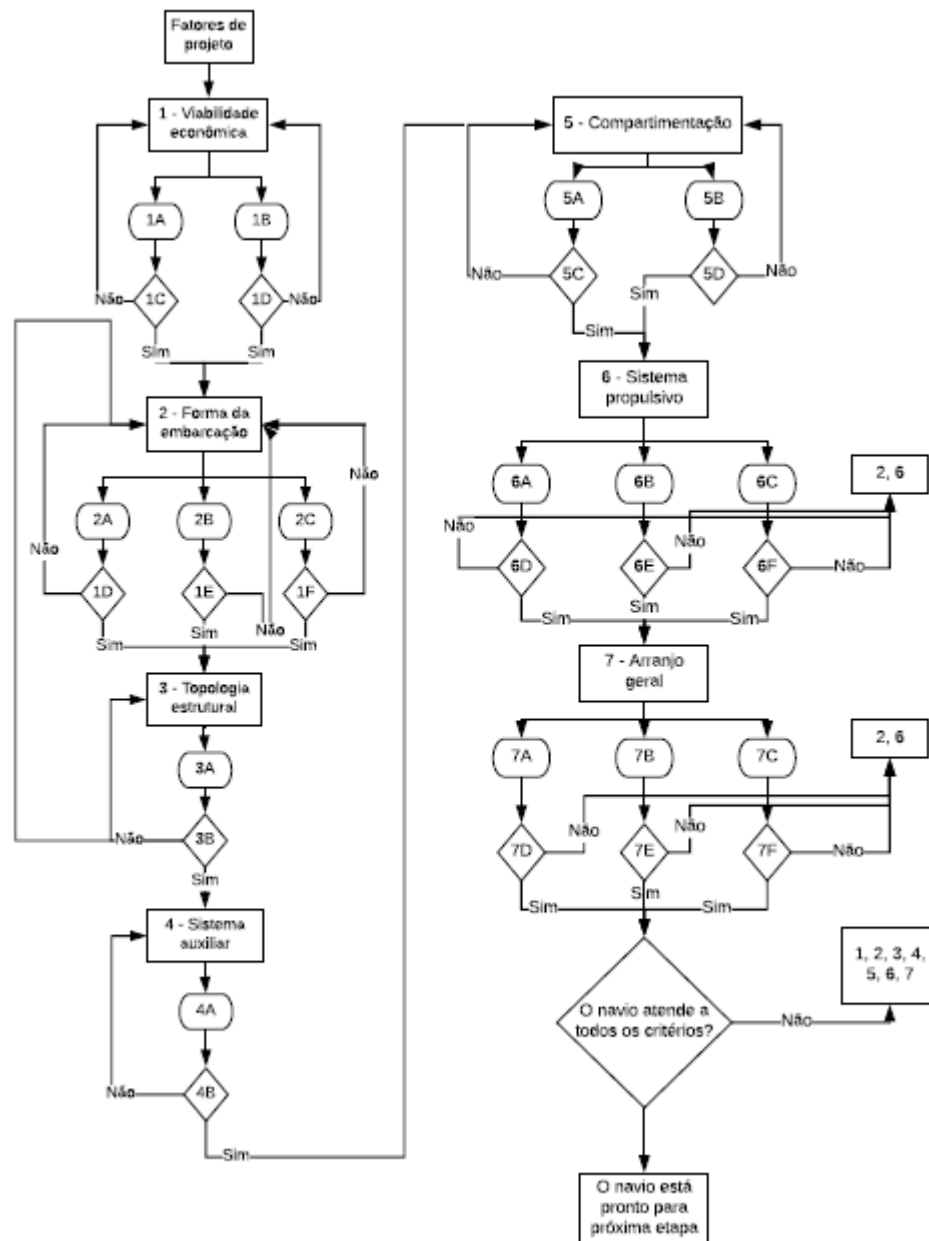 Fatores de
projeto
1 - Viabilidade
econômica
1A
1B
Não
1C
1D
Não
Sim
Sim
2 - Forma da
embarcação
Não
2A
2B
2C
Não
1D
1E
1F
Não
Sim
Sim
Sim
3 - Topologia
estrutural
3A
Não
3B
Sim
4 - Sistema
auxiliar
4A
Não
4B
Sim
5 - Compartimentação
5A
5B
Não
5C
5D
Não
Sim
Sim
6 - Sistema
propulsivo
6A
6B
6C
2, 6
Não
Não
6D
6E
6F
Não
Sim
Sim
Sim
7 - Arranjo
geral
7A
7B
7C
2, 6
Não
Não
7D
7E
7F
Não
Sim
Sim
Sim
O navio atende a
todos os critérios?
Não
1, 2, 3, 4,
5, 6, 7
O navio está
pronto para
próxima etapa